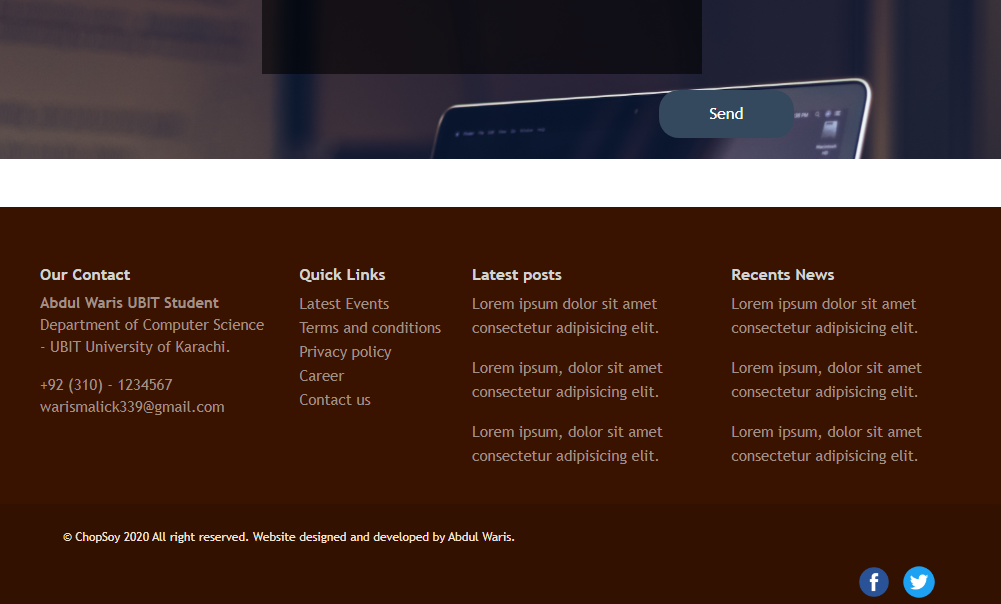 Send
Our Contact
Abdul Waris UBIT Student
Department of Computer Science
- UBIT University of Karachi.
+92 (310) - 1234567
warismalick339@gmail.com
Quick Links
Latest Events
Terms and conditions
Privacy policy
Career
Contact us
Latest posts
Lorem ipsum dolor sit amet
consectetur adipisicing elit.
Lorem ipsum, dolor sit amet
consectetur adipisicing elit.
Lorem ipsum, dolor sit amet
consectetur adipisicing elit.
Recents News
Lorem ipsum dolor sit amet
consectetur adipisicing elit.
Lorem ipsum, dolor sit amet
consectetur adipisicing elit.
Lorem ipsum, dolor sit amet
consectetur adipisicing elit.
© ChopSoy 2020 All right reserved. Website designed and developed by Abdul Waris.